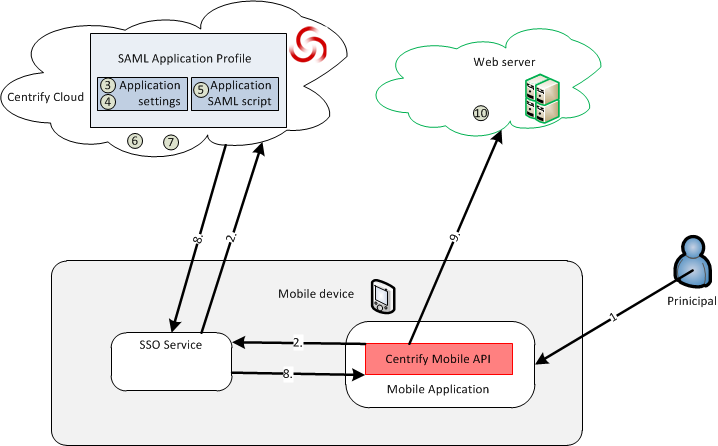 SAML Application Profile
3 Application
4 settings
5 Application
SAML script
Centrify Cloud
6
7
Web server
10
8.
2.
9.
1
Prinicipal
Mobile device
SSO Service
2.
8.
Centrify Mobile API
Mobile Application